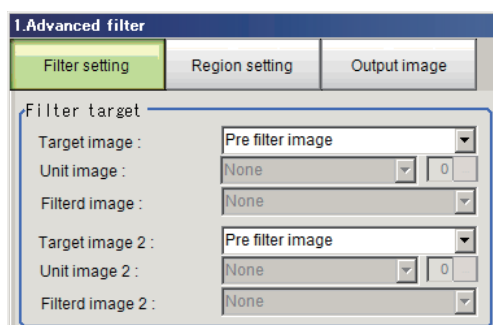 1.Advanced filter
Filter setting Region setting Output image
Filter target
Target image : Pre filter image
Unit image : None 0
Filterd image : None
Target image 2 : Pre filter image
Unit image 2 : None 0
Filterd image 2 : None